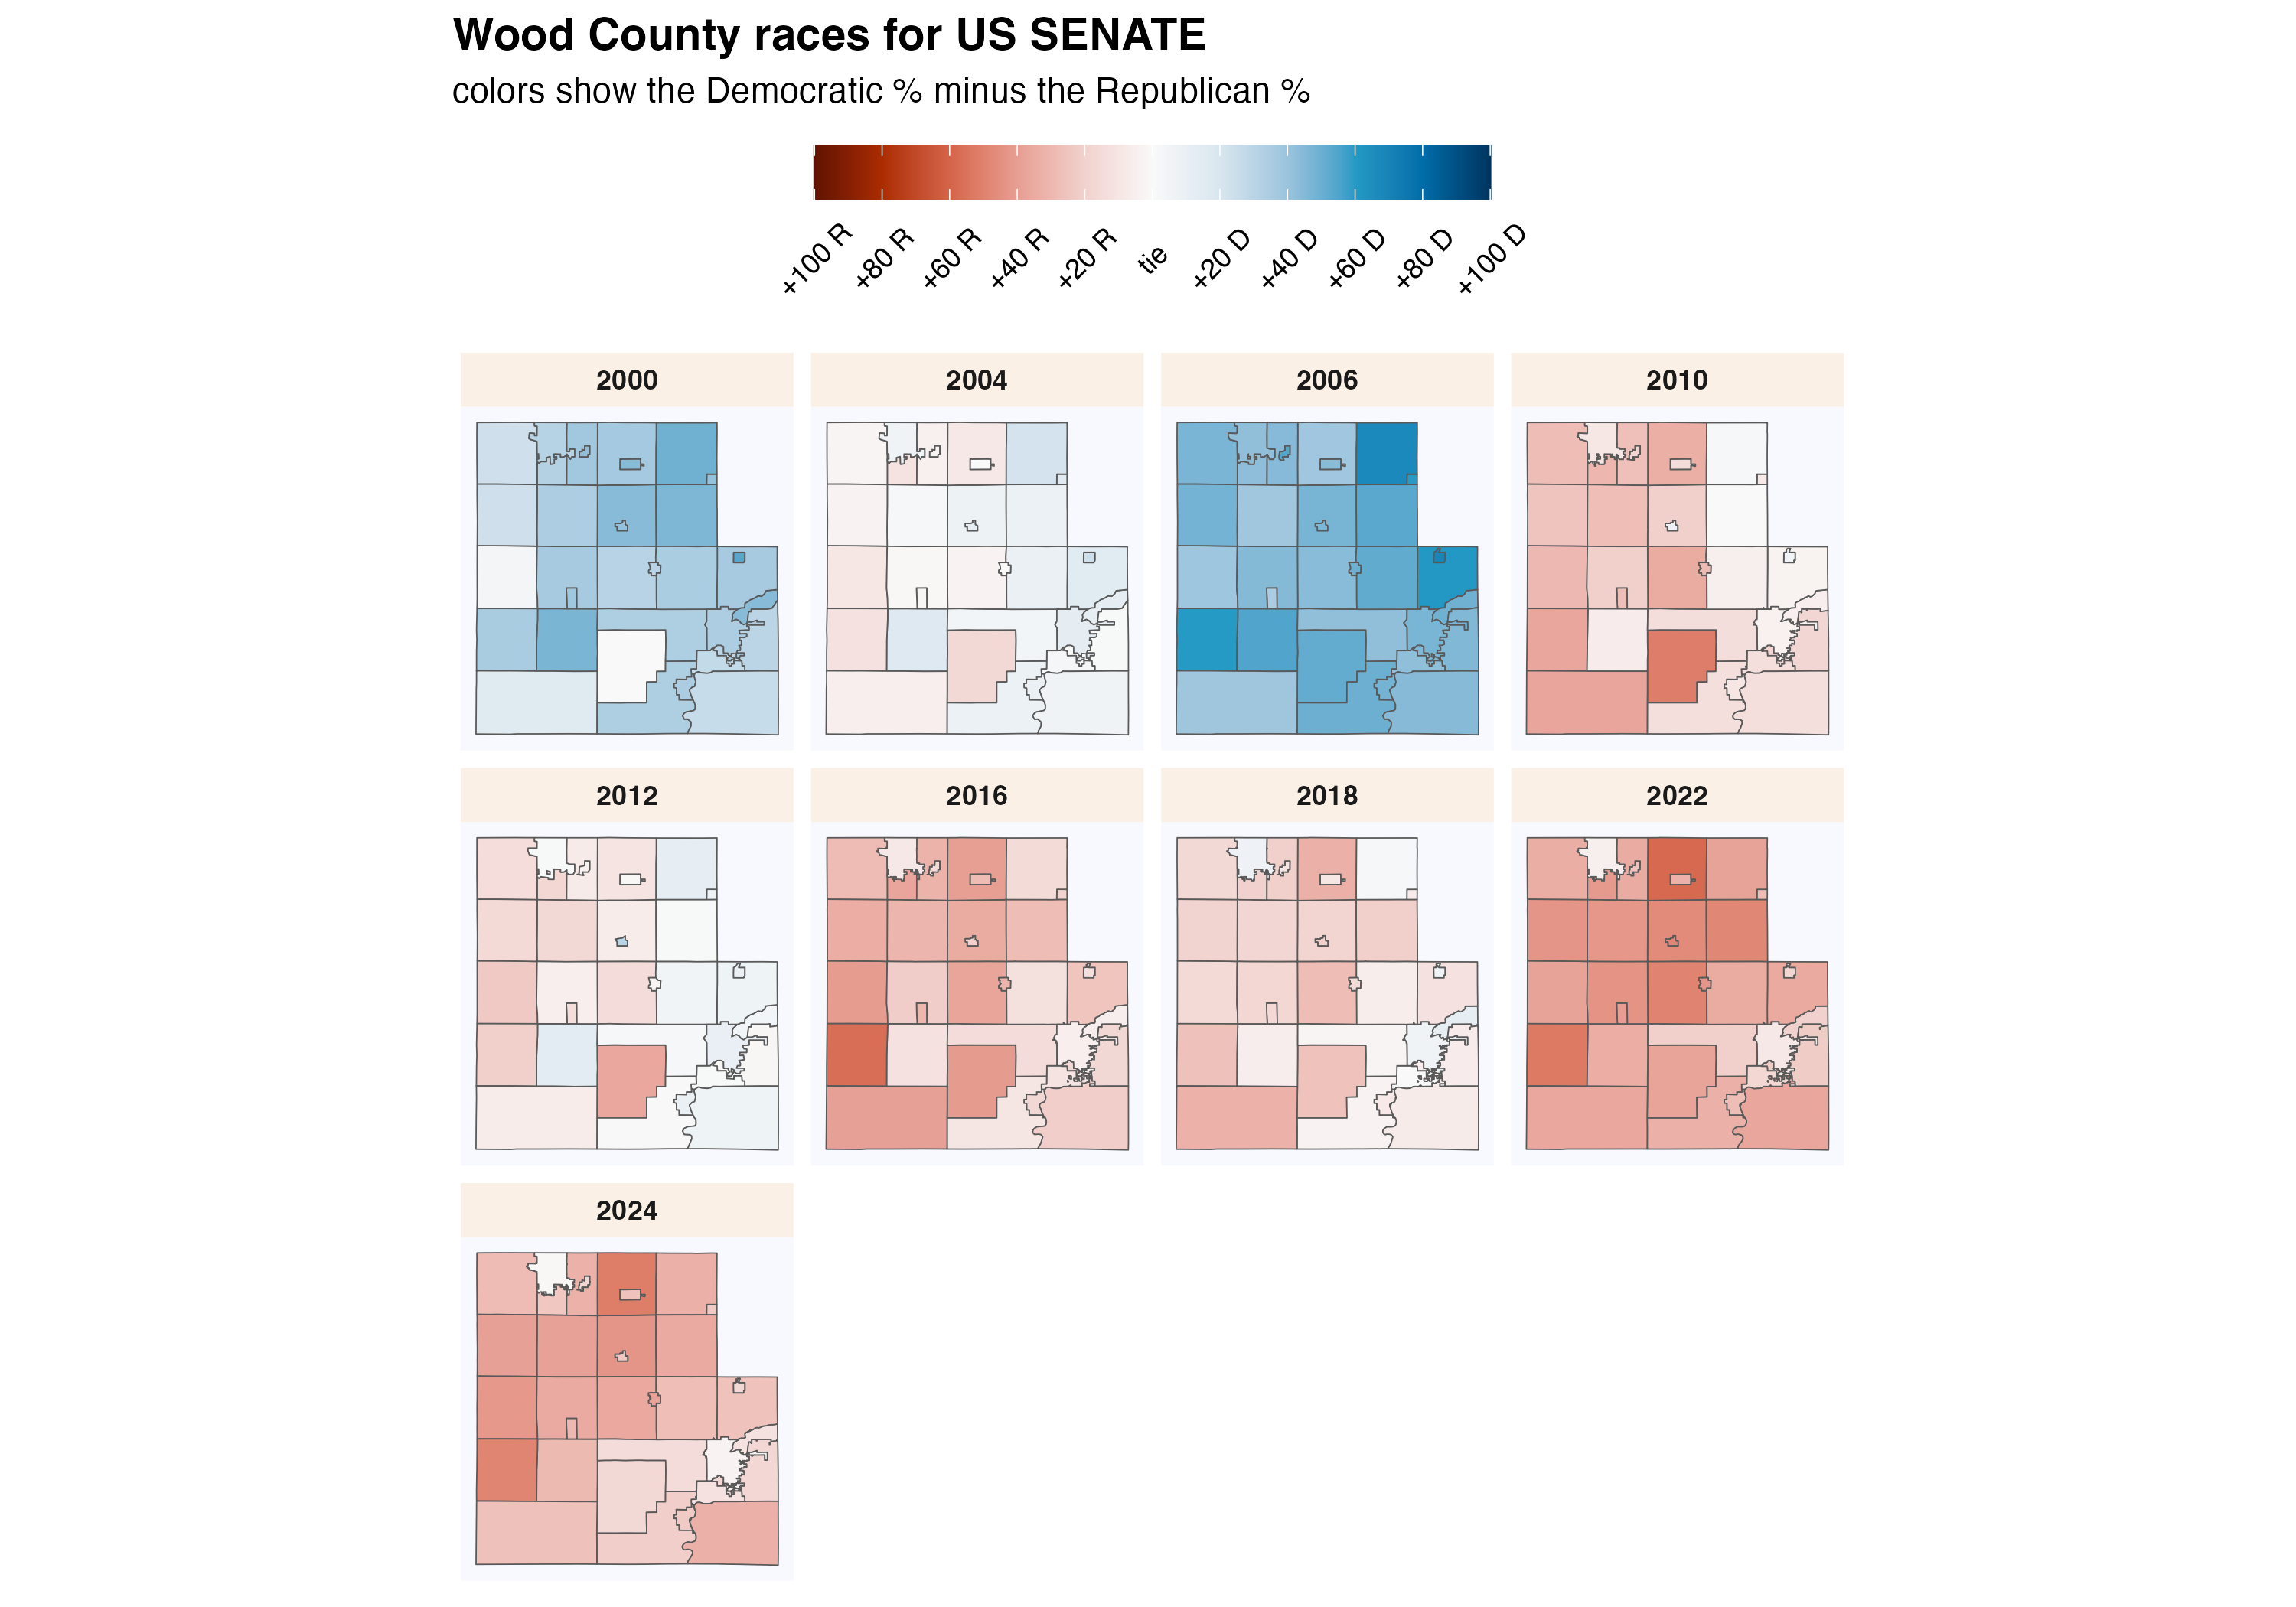 Wood County races for US SENATE
colors show the Democratic % minus the Republican %
+100 R
+80 R
+60 R
+40 R
+20 R
tie
+20 D
+40 D
+60 D
+80 D
+100 D
2000
2004
2006
2010
2012
2016
2018
2022
2024